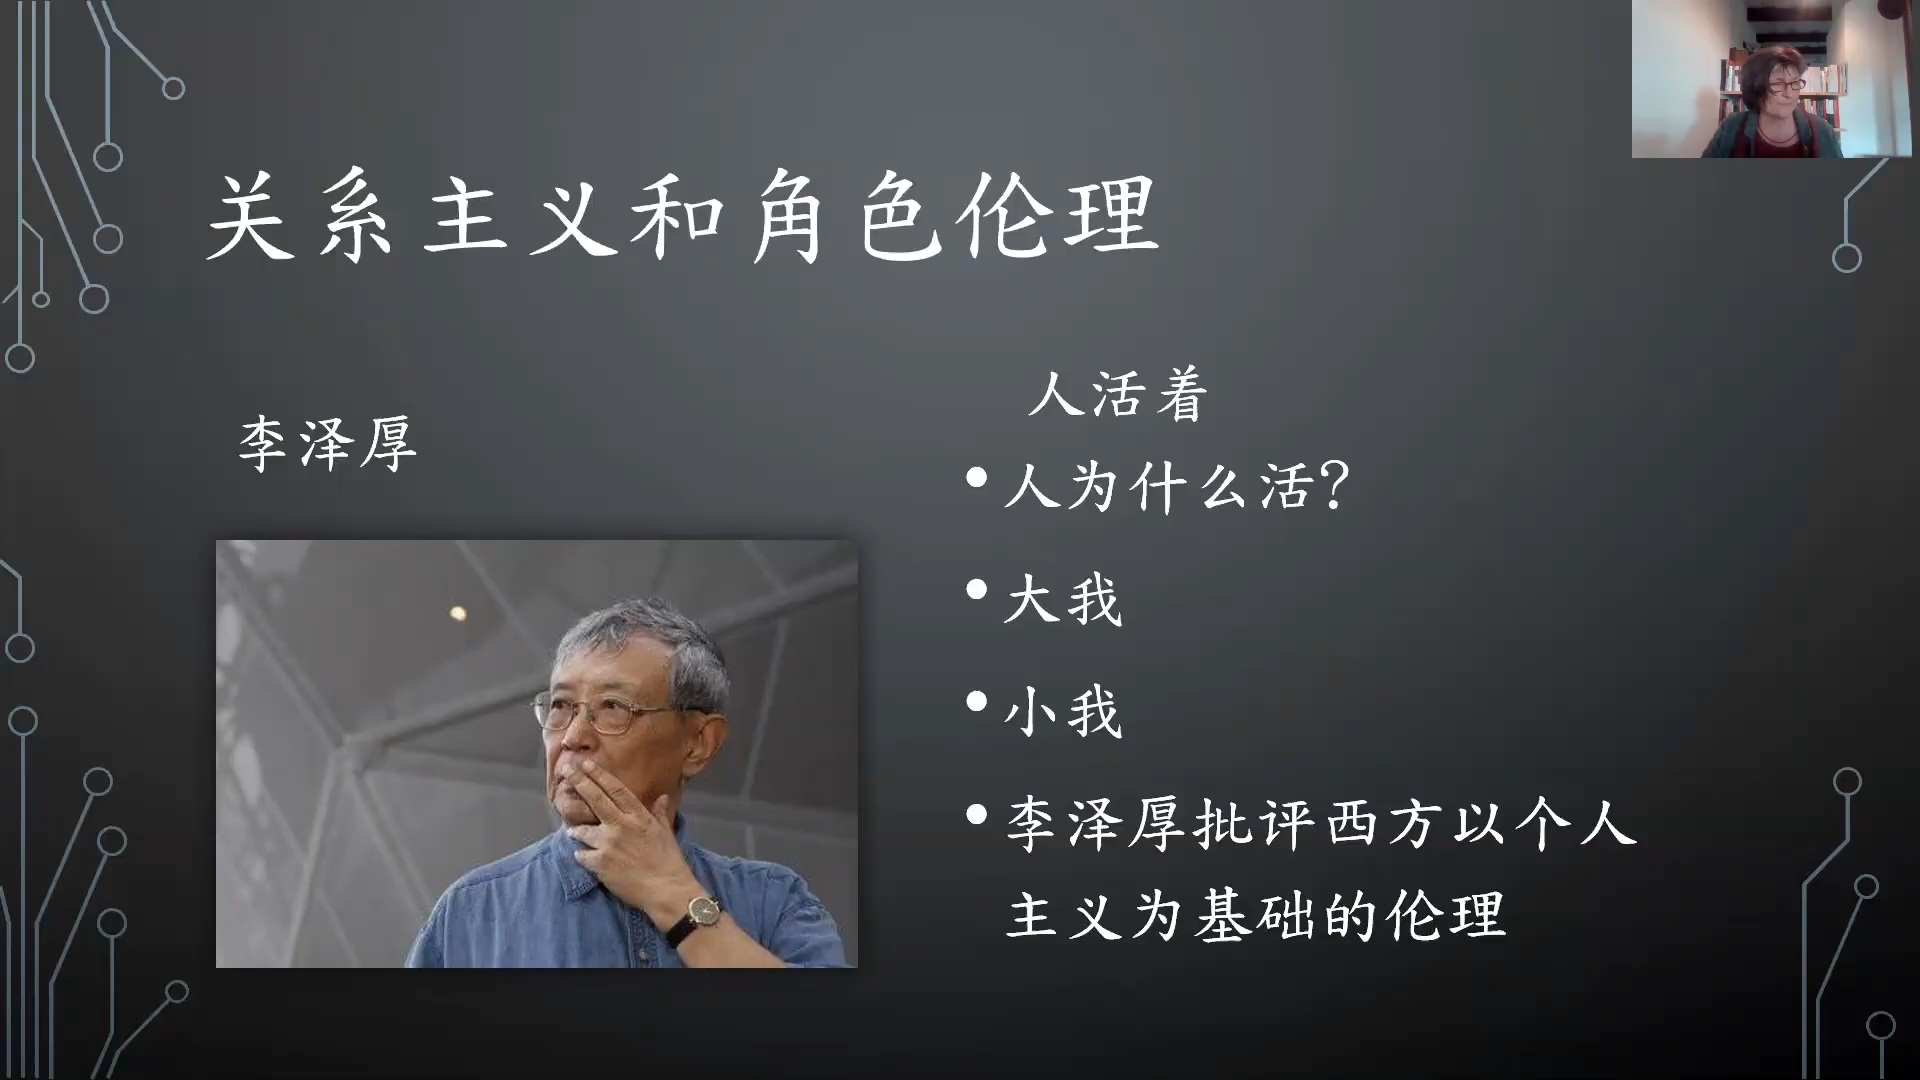 关系主义和角色伦理
李泽厚
人活着
• 人为什么活？
• 大我
• 小我
• 李泽厚批评西方以个人
主义为基础的伦理